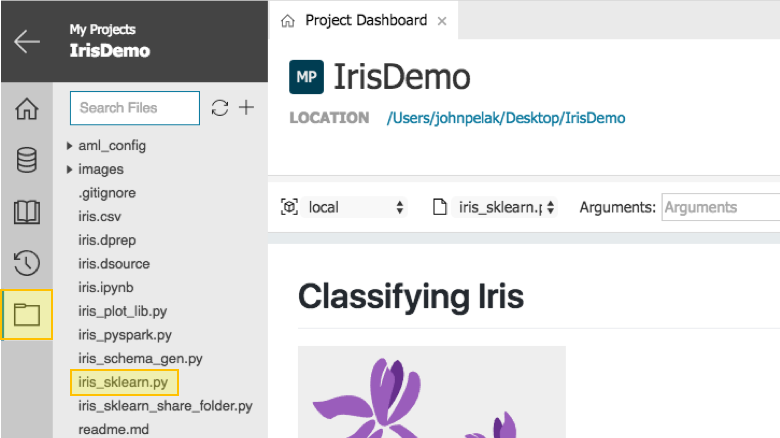 My Projects
IrisDemo
Search Files
aml_config
images
.gitignore
iris.csv
iris.dprep
iris.dsource
iris.ipynb
iris_plot_lib.py
iris_pyspark.py
iris_schema_gen.py
iris_sklearn.py
iris_sklearn_share_folder.py
readme.md
Project Dashboard
MP IrisDemo
LOCATION /Users/johnpelak/Desktop/IrisDemo
local iris_sklearn.p Arguments: Arguments
Classifying Iris